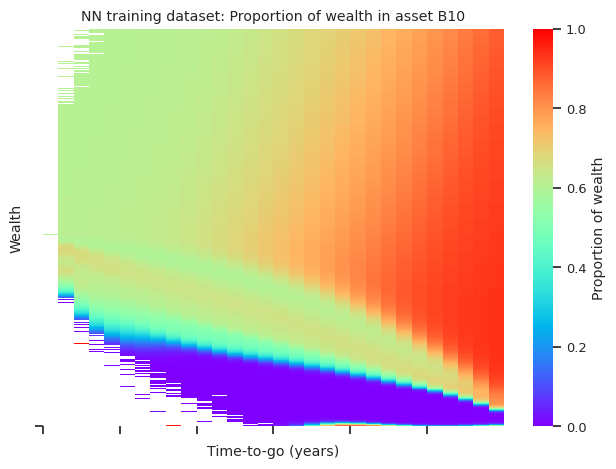 NN training dataset: Proportion of wealth in asset B10
Wealth
Time-to-go (years)
1.0
0.8
0.6
0.4
0.2
0.0
Proportion of wealth